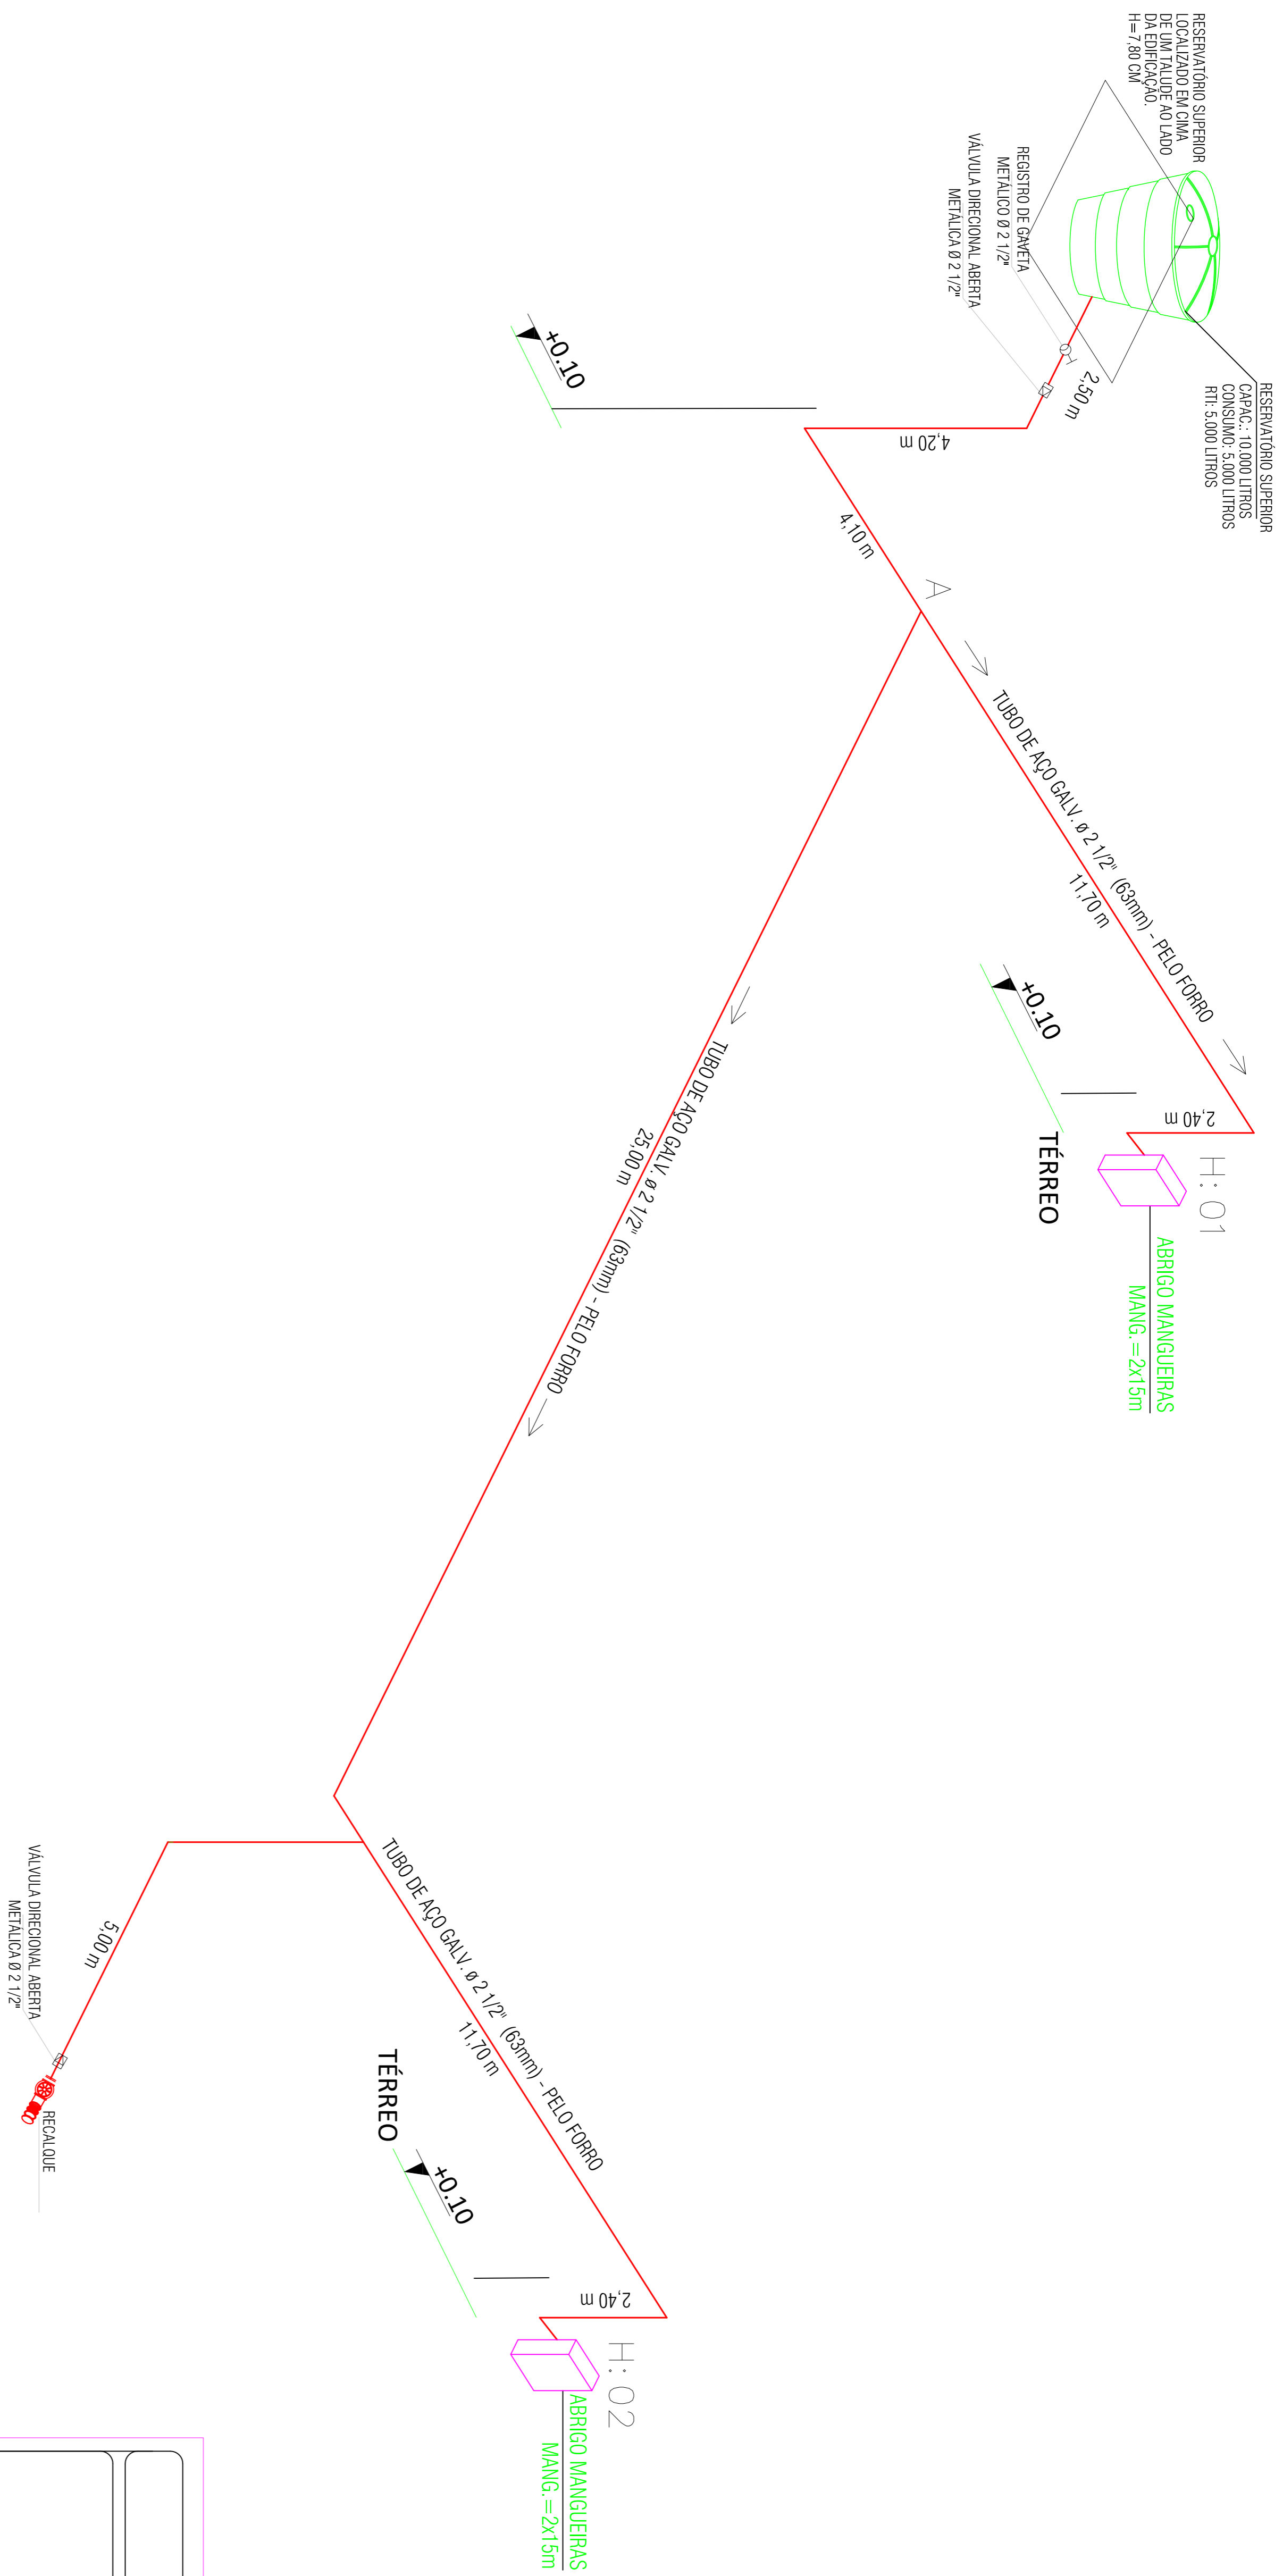 RESERVATÓRIO SUPERIOR
CAPAC.: 10.000 LITROS
CONSUMO: 5.000 LITROS
RTI: 5.000 LITROS
RESERVATÓRIO SUPERIOR
LOCALIZADO EM CIMA
DE UM TALUDE AO LADO
DA EDIFICAÇÃO.
H=7,80 CM
REGISTRO DE GAVETA
METÁLICO Ø 2 1/2"
VÁLVULA DIRECIONAL ABERTA
METÁLICA Ø 2 1/2"
2,50 m
4,20 m
+0.10
4,10 m
A
TUBO DE AÇO GALV. ø 2 1/2" (63mm) - PELO FORRO
11,70 m
+0.10
TÉRREO
2,40 m
H: 01
ABRIGO MANGUEIRAS
MANG.=2x15m
TUBO DE AÇO GALV. ø 2 1/2" (63mm) - PELO FORRO
25,00 m
TUBO DE AÇO GALV. ø 2 1/2" (63mm) - PELO FORRO
11,70 m
TÉRREO
+0.10
2,40 m
H: 02
ABRIGO MANGUEIRAS
MANG.=2x15m
5,00 m
VÁLVULA DIRECIONAL ABERTA
METÁLICA Ø 2 1/2"
RECALQUE